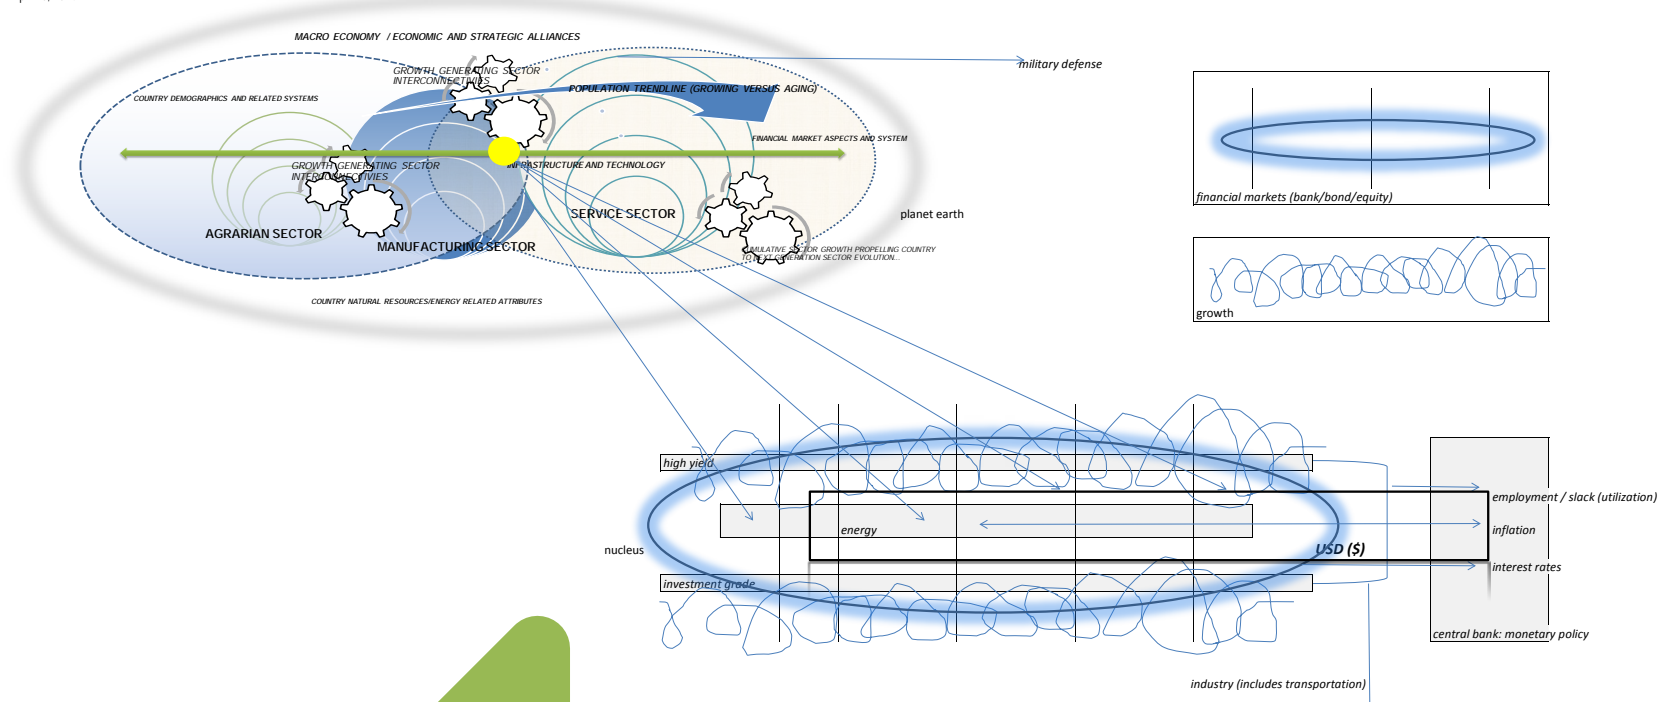 MACRO ECONOMY / ECONOMIC AND STRATEGIC ALLIANCES
military defense
GROWTH GENERATING SECTOR
INTERCONNECTIVIES
POPULATION TRENDLINE (GROWING VERSUS AGING)
COUNTRY DEMOGRAPHICS AND RELATED SYSTEMS
FINANCIAL MARKET ASPECTS AND SYSTEM
GROWTH GENERATING SECTOR
INTERCONNECTIVIES
INFRASTRUCTURE AND TECHNOLOGY
financial markets (bank/bond/equity)
SERVICE SECTOR
planet earth
AGRARIAN SECTOR
MANUFACTURING SECTOR
CUMULATIVE SECTOR GROWTH PROPELLING COUNTRY
TO NEXT GENERATION SECTOR EVOLUTION...
COUNTRY NATURAL RESOURCES/ENERGY RELATED ATTRIBUTES
growth
high yield
employment / slack (utilization)
energy
inflation
nucleus
USD ($)
interest rates
investment grade
central bank: monetary policy
industry (includes transportation)